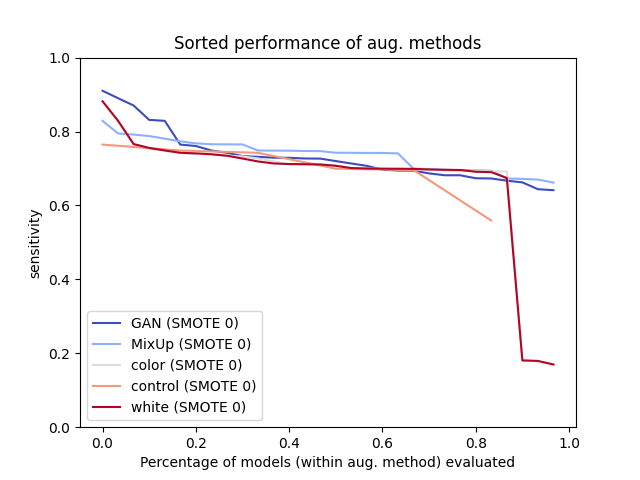 Sorted performance of aug. methods
1.0
0.8
0.6
0.4
0.2
0.0
sensitivity
GAN (SMOTE 0)
MixUp (SMOTE 0)
color (SMOTE 0)
control (SMOTE 0)
white (SMOTE 0)
0.0 0.2 0.4 0.6 0.8 1.0
Percentage of models (within aug. method) evaluated